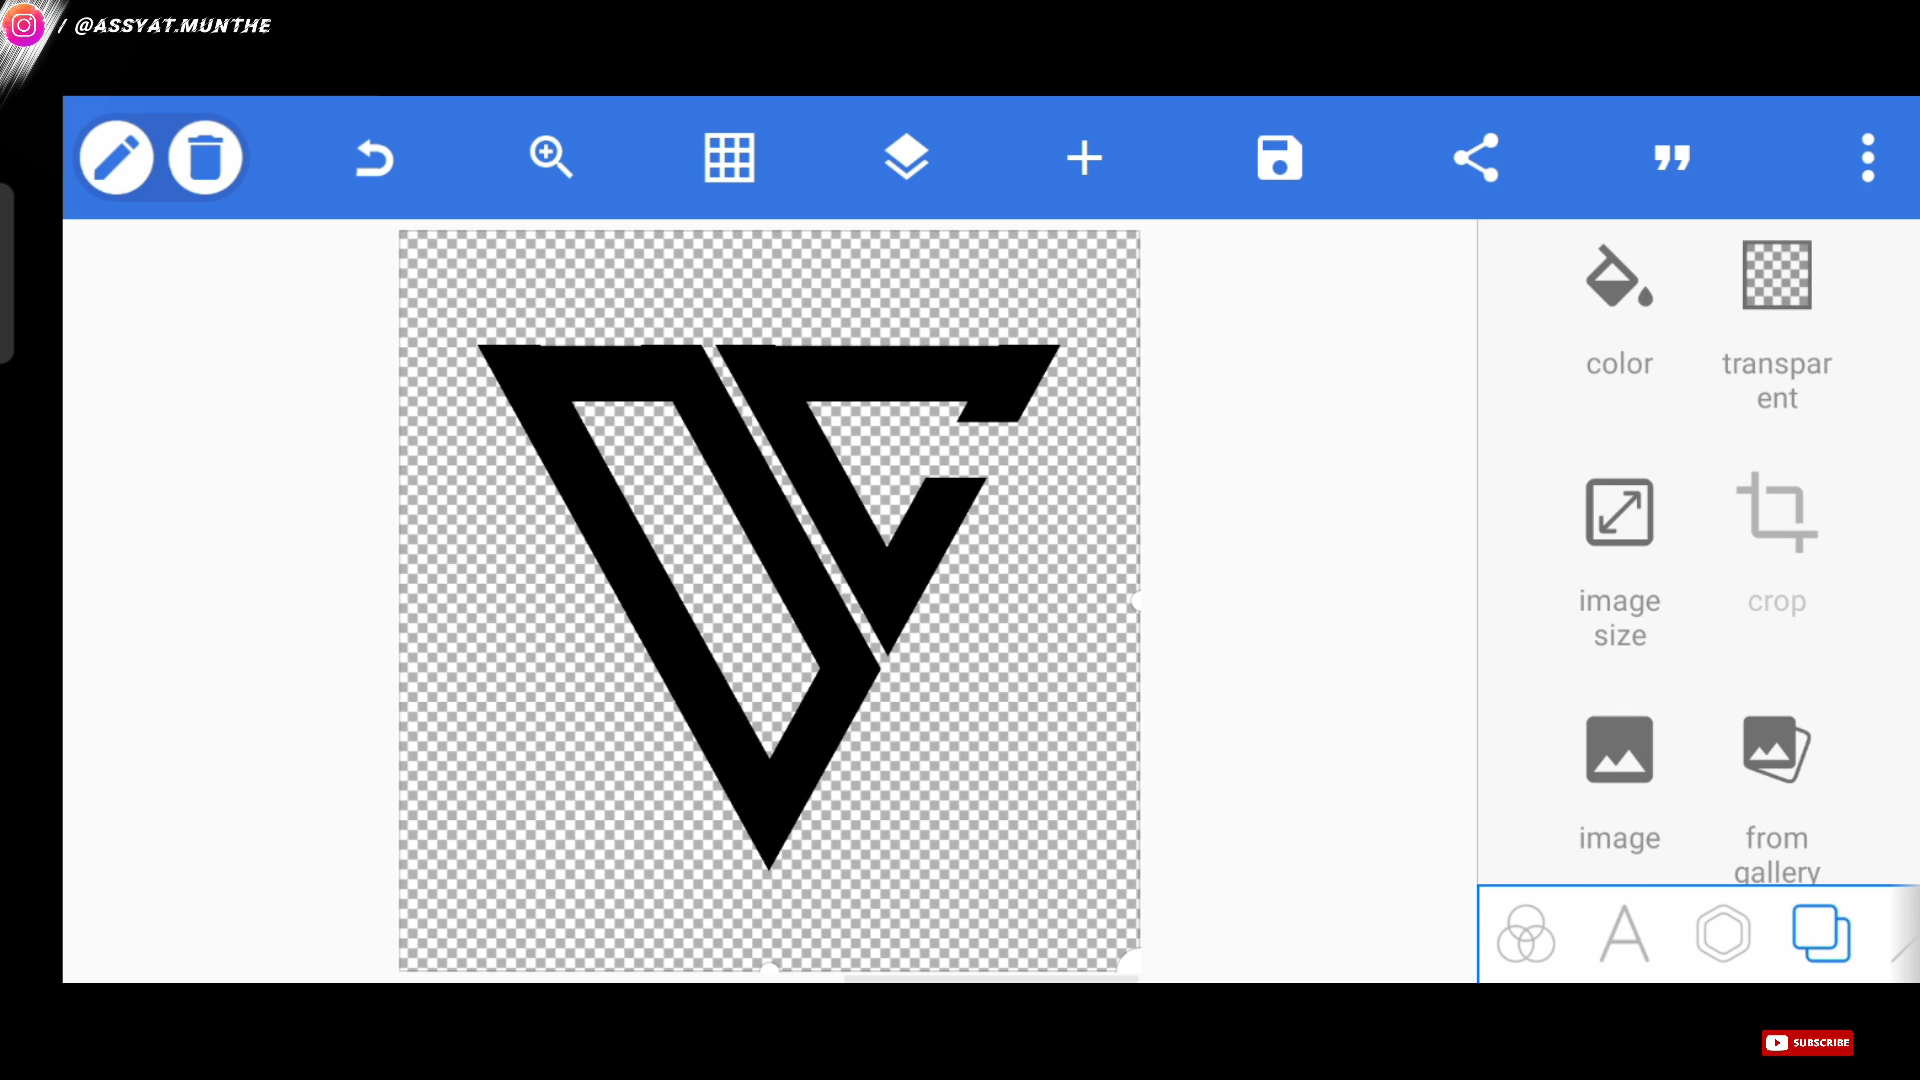 / @ASSYAT.MUNTHE
color
transpar
ent
image
size
crop
image
from
gallery
SUBSCRIBE